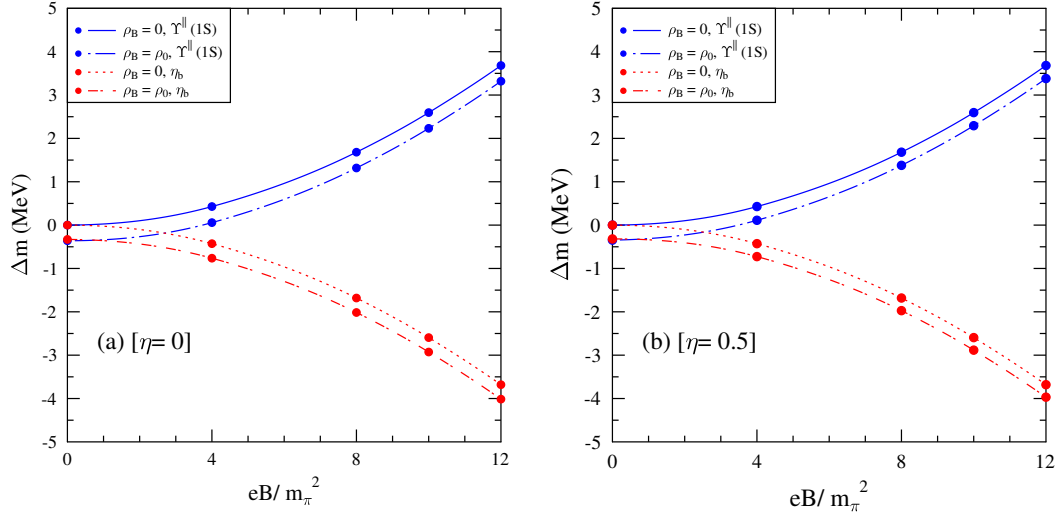 ρB = 0, ϒ|| (1S)
ρB = ρ0, ϒ|| (1S)
ρB = 0, ηb
ρB = ρ0, ηb
5
4
3
2
1
0
-1
-2
-3
-4
-5
Δm (MeV)
(a) [η= 0]
0
4
8
12
eB/ mπ²
ρB = 0, ϒ|| (1S)
ρB = ρ0, ϒ|| (1S)
ρB = 0, ηb
ρB = ρ0, ηb
5
4
3
2
1
0
-1
-2
-3
-4
-5
Δm (MeV)
(b) [η= 0.5]
0
4
8
12
eB/ mπ²